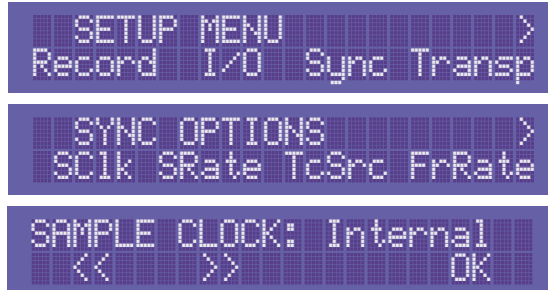 SETUP MENU >
Record I/O Sync Transp
SYNC OPTIONS >
SClk SRate TcSrc FrRate
SAMPLE CLOCK: Internal
<< >> OK